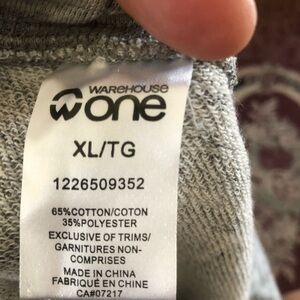 WAREHOUSE
one
XL/TG
1226509352
65%COTTON/COTON
35%POLYESTER
EXCLUSIVE OF TRIMS/
GARNITURES NON-
COMPRISES
MADE IN CHINA
FABRIQUÉ EN CHINE
CA#07217